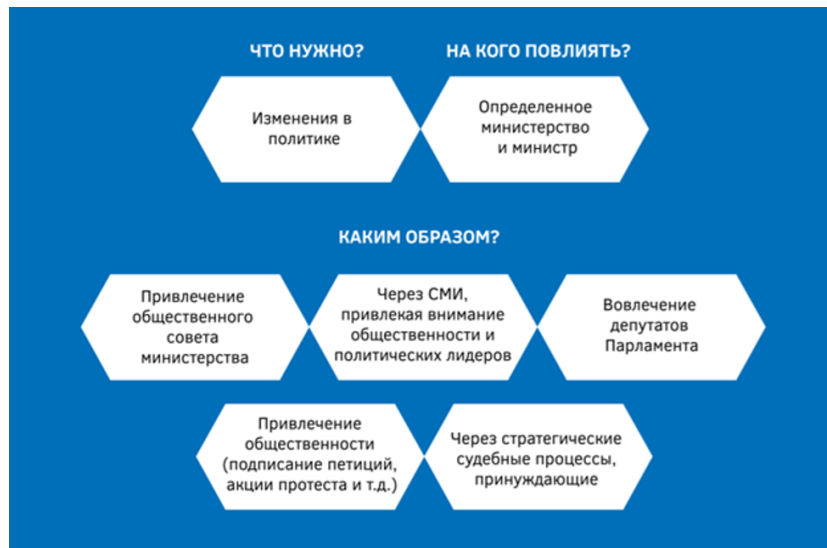 ЧТО НУЖНО?
НА КОГО ПОВЛИЯТЬ?
Изменения в
политике
Определенное
министерство
и министр
КАКИМ ОБРАЗОМ?
Привлечение
общественного
совета
министерства
Через СМИ,
привлекая внимание
общественности и
политических лидеров
Вовлечение
депутатов
Парламента
Привлечение
общественности
(подписание петиций,
акции протеста и т.д.)
Через стратегические
судебные процессы,
принуждающие